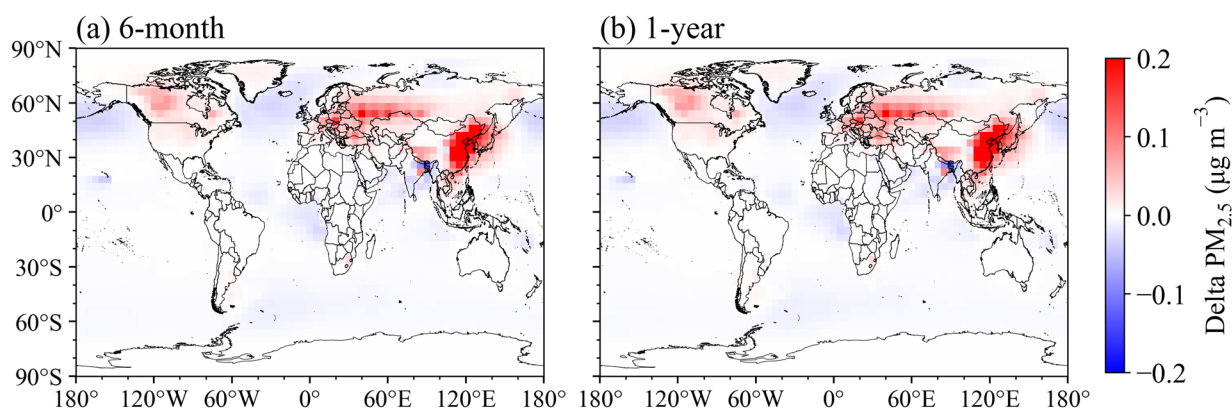 (a) 6-month
(b) 1-year
90°N
60°N
30°N
0°
30°S
60°S
90°S
180° 120°W 60°W 0° 60°E 120°E 180°
180° 120°W 60°W 0° 60°E 120°E 180°
0.2
0.1
0.0
−0.1
−0.2
Delta PM2.5 (μg m−3)